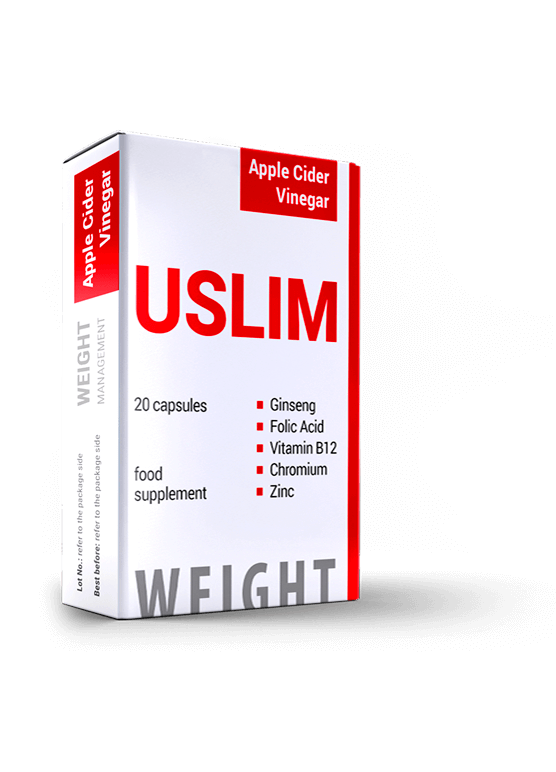 Apple Cider
Vinegar
USLIM
20 capsules
food
supplement
Ginseng
Folic Acid
Vitamin B12
Chromium
Zinc
WEIGHT
Apple Cider
Vinegar
WEIGHT
MANAGEMENT
Lot No.: refer to the package side
Best before: refer to the package side